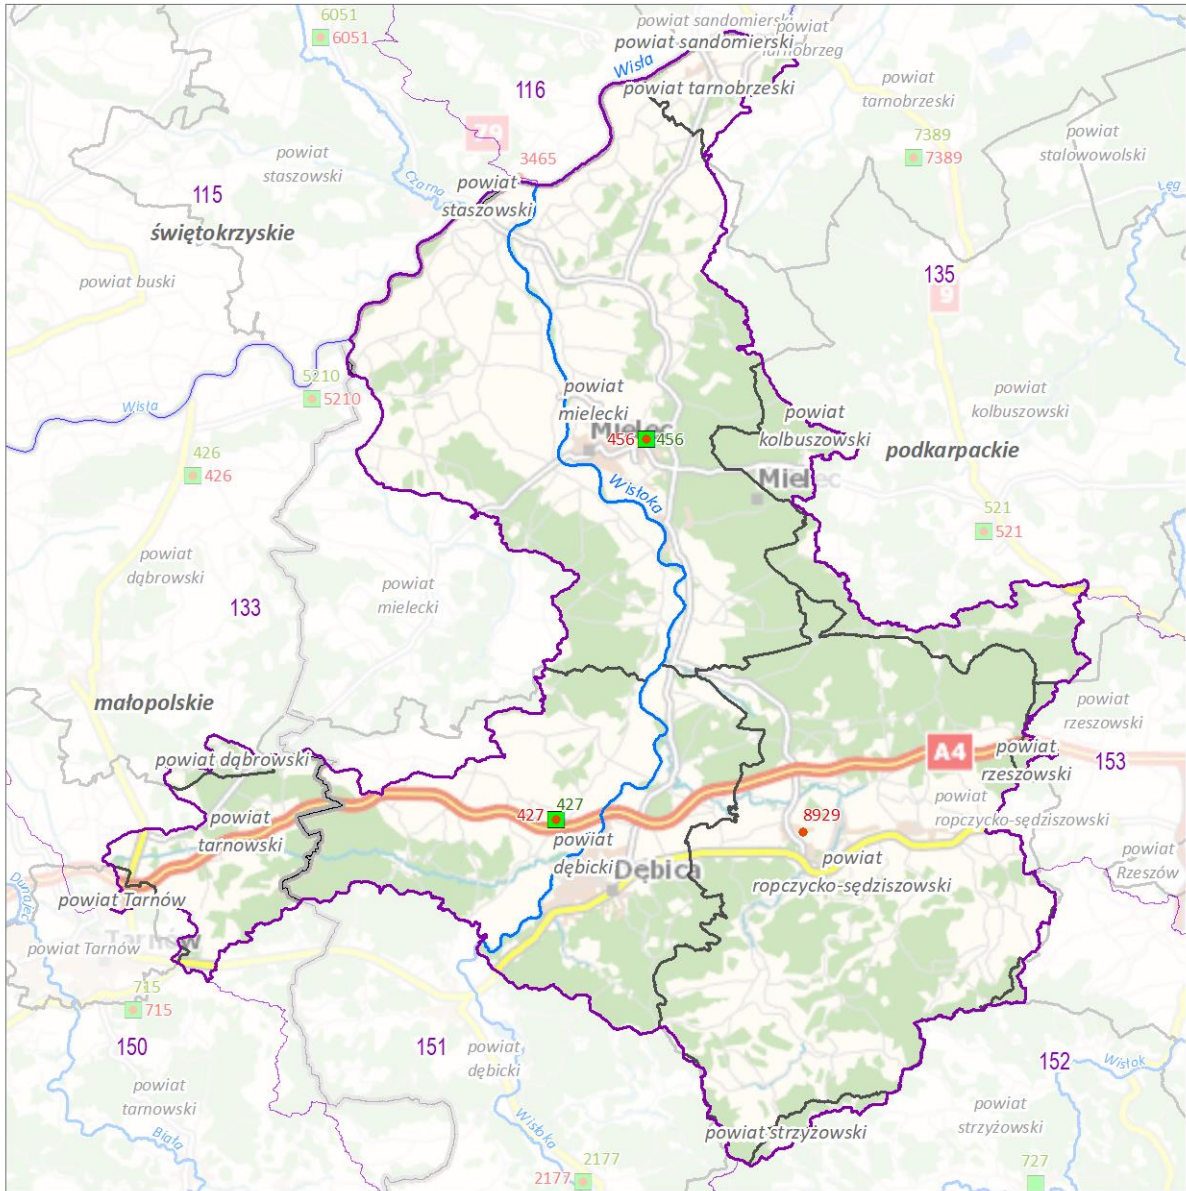 6051
6051
powiat sandomierski
powiat
tarnobrzeg
powiat sandomierski
Wisła
116
powiat tarnobrzeski
powiat
tarnobrzeski
79
7389
7389
powiat
stalowowolski
3465
powiat
staszowski
Czarna
powiat
staszowski
115
Łęg
świętokrzyskie
powiat buski
135
9
5210
5210
powiat
mielecki
powiat
kolbuszowski
Wisła
powiat
kolbuszowski
426
426
Mielec
456
456
podkarpackie
Mielec
Wisłoka
521
521
powiat
dąbrowski
powiat
mielecki
133
małopolskie
powiat
rzeszowski
powiat dąbrowski
A4
powiat
rzeszowski
153
427
427
8929
powiat
ropczycko-sędziszowski
powiat
tarnowski
powiat
dębicki
powiat
ropczycko-sędziszowski
powiat
Rzeszów
Dębica
Dunajec
powiat Tarnów
powiat Tarnów
Tarnów
715
715
150
151
powiat
dębicki
152
Wisłok
powiat
tarnowski
Wisłoka
powiat
strzyżowski
Biała
powiat strzyżowski
2177
2177
727